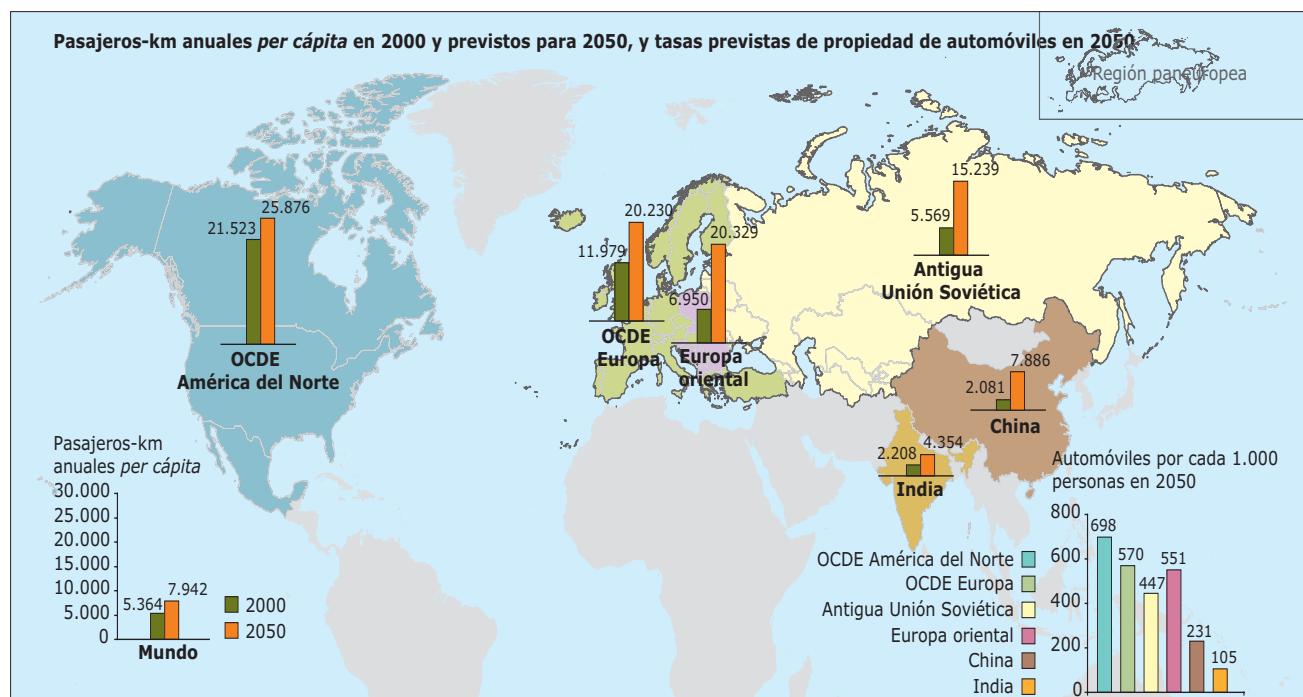 Pasajeros-km anuales per cápita en 2000 y previstos para 2050, y tasas previstas de propiedad de automóviles en 2050
Región paneuropea
21.523
25.876
OCDE
América del Norte
11.979
20.230
OCDE
Europa
6.950
20.329
Europa
oriental
5.569
15.239
Antigua
Unión Soviética
2.081
7.886
China
2.208
4.354
India
Pasajeros-km
anuales per cápita
30.000
25.000
20.000
15.000
10.000
5.000
0
5.364
7.942
Mundo
2000
2050
Automóviles por cada 1.000
personas en 2050
800
600
400
200
0
698
570
447
551
231
105
OCDE América del Norte
OCDE Europa
Antigua Unión Soviética
Europa oriental
China
India